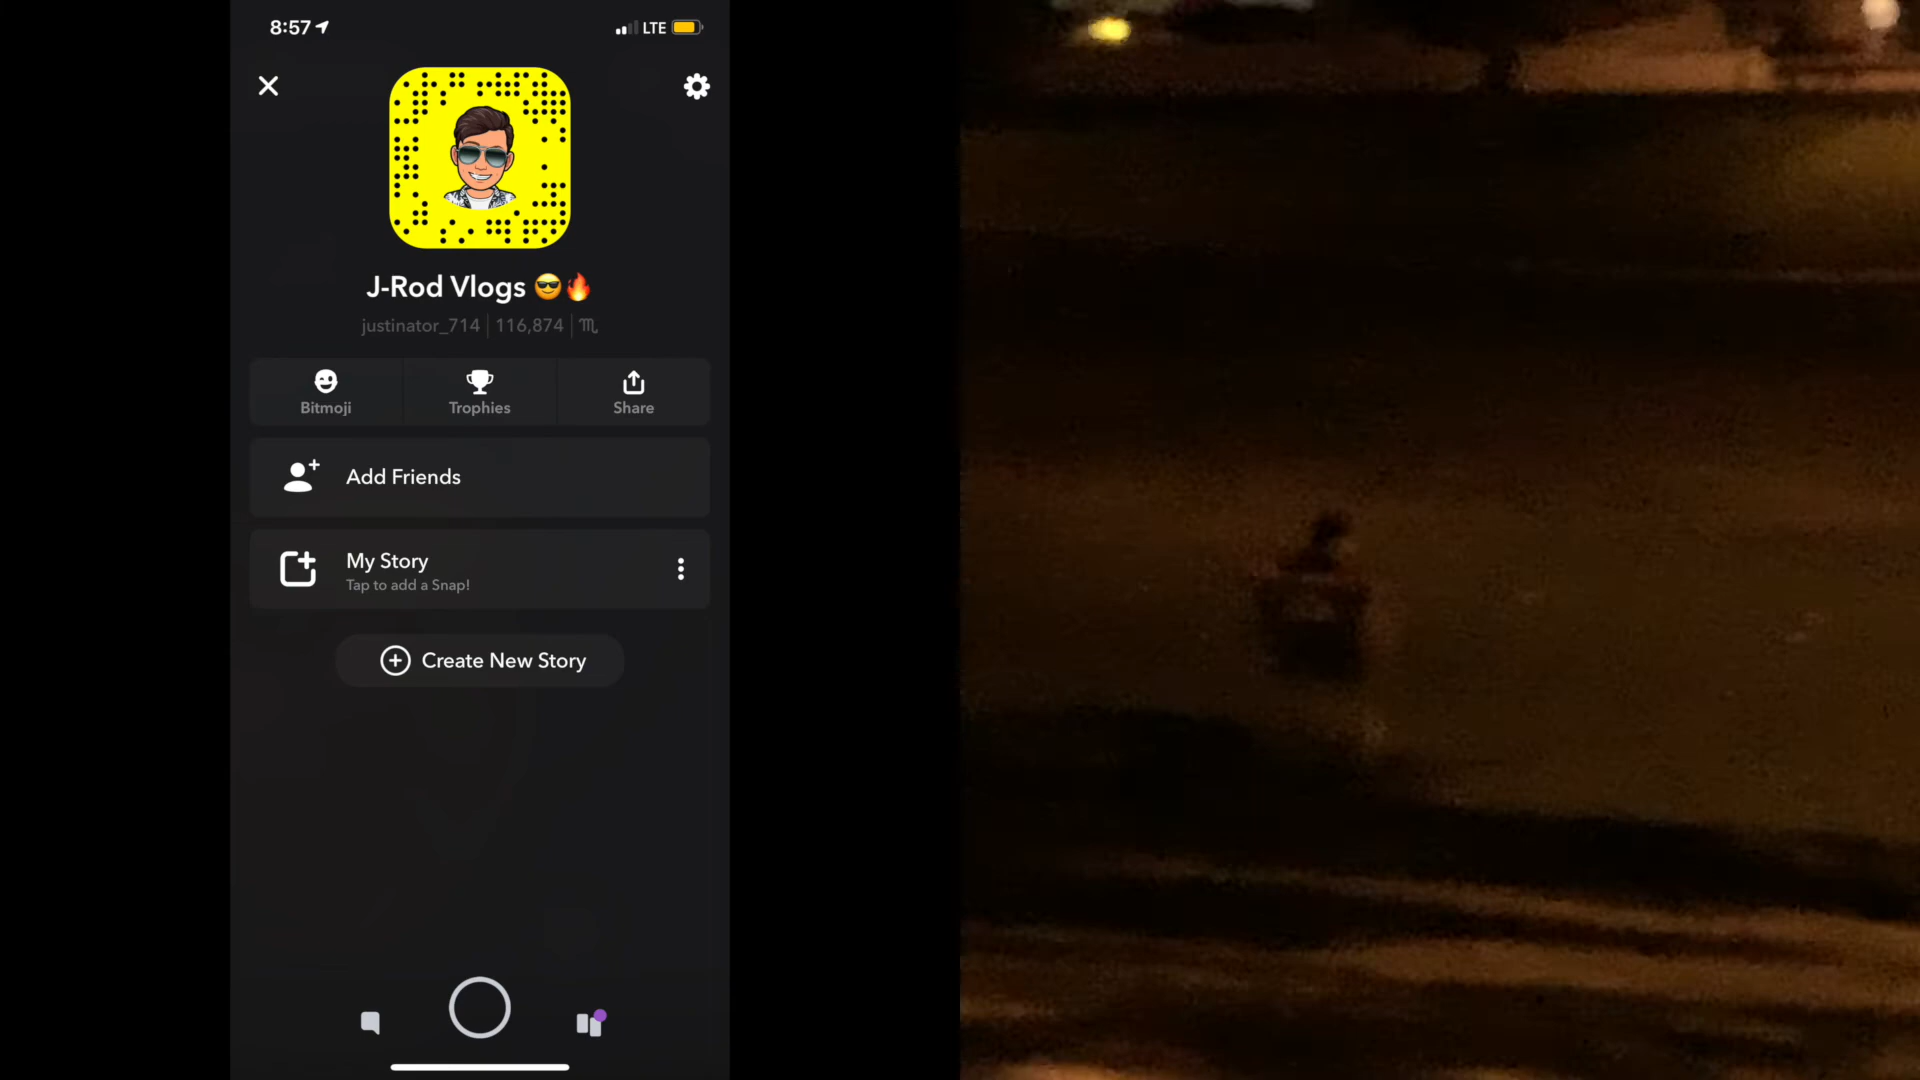 8:57
LTE
J-Rod Vlogs 😎🔥
justinator_714 | 116,874 | ♏
Bitmoji
Trophies
Share
Add Friends
My Story
Tap to add a Snap!
Create New Story